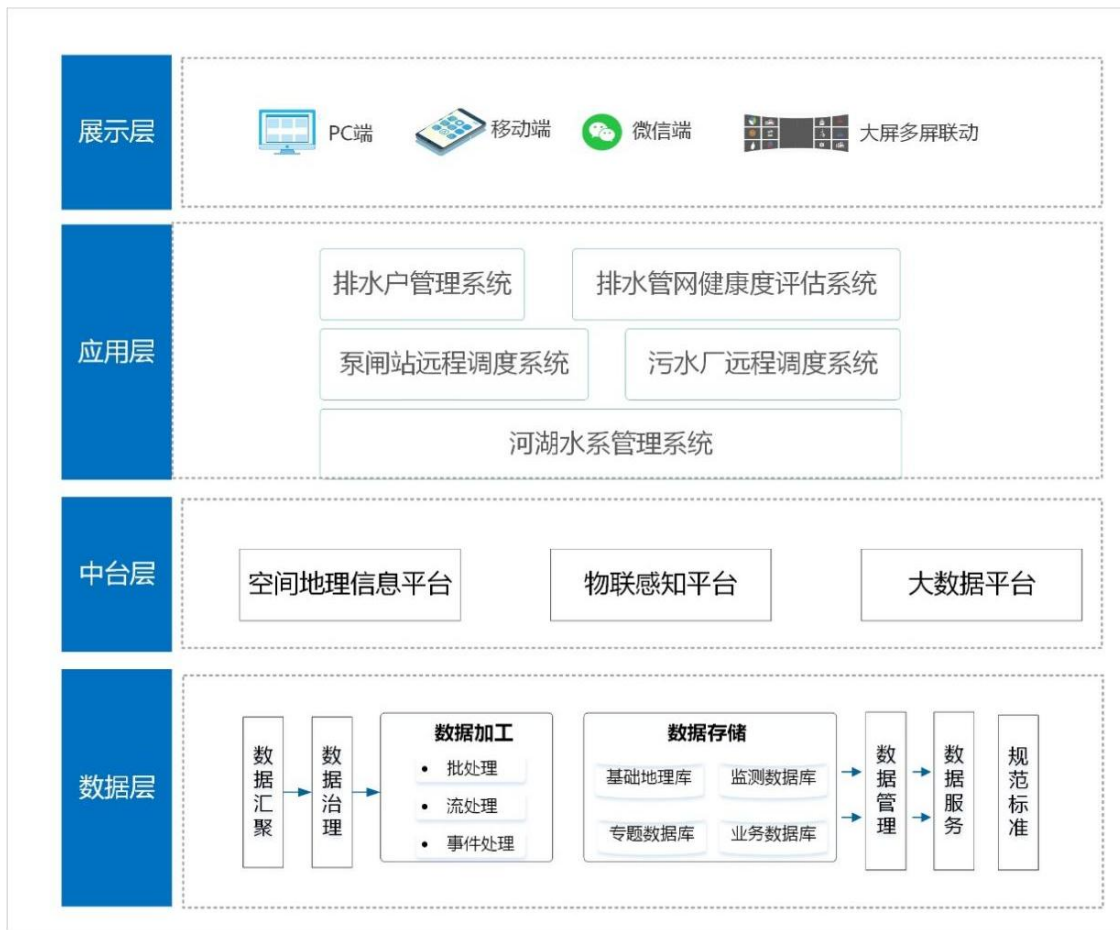 展示层
PC端
移动端
微信端
大屏多屏联动
应用层
排水户管理系统
排水管网健康度评估系统
泵闸站远程调度系统
污水厂远程调度系统
河湖水系管理系统
中台层
空间地理信息平台
物联感知平台
大数据平台
数据层
数据汇聚
数据治理
数据加工
• 批处理
• 流处理
• 事件处理
数据存储
基础地理库
监测数据库
专题数据库
业务数据库
数据管理
数据服务
规范标准